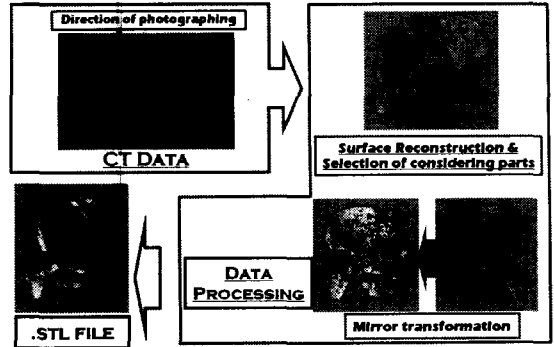 Direction of photographing
CT DATA
Surface Reconstruction &
Selection of considering parts
DATA
PROCESSING
Mirror transformation
.STL FILE